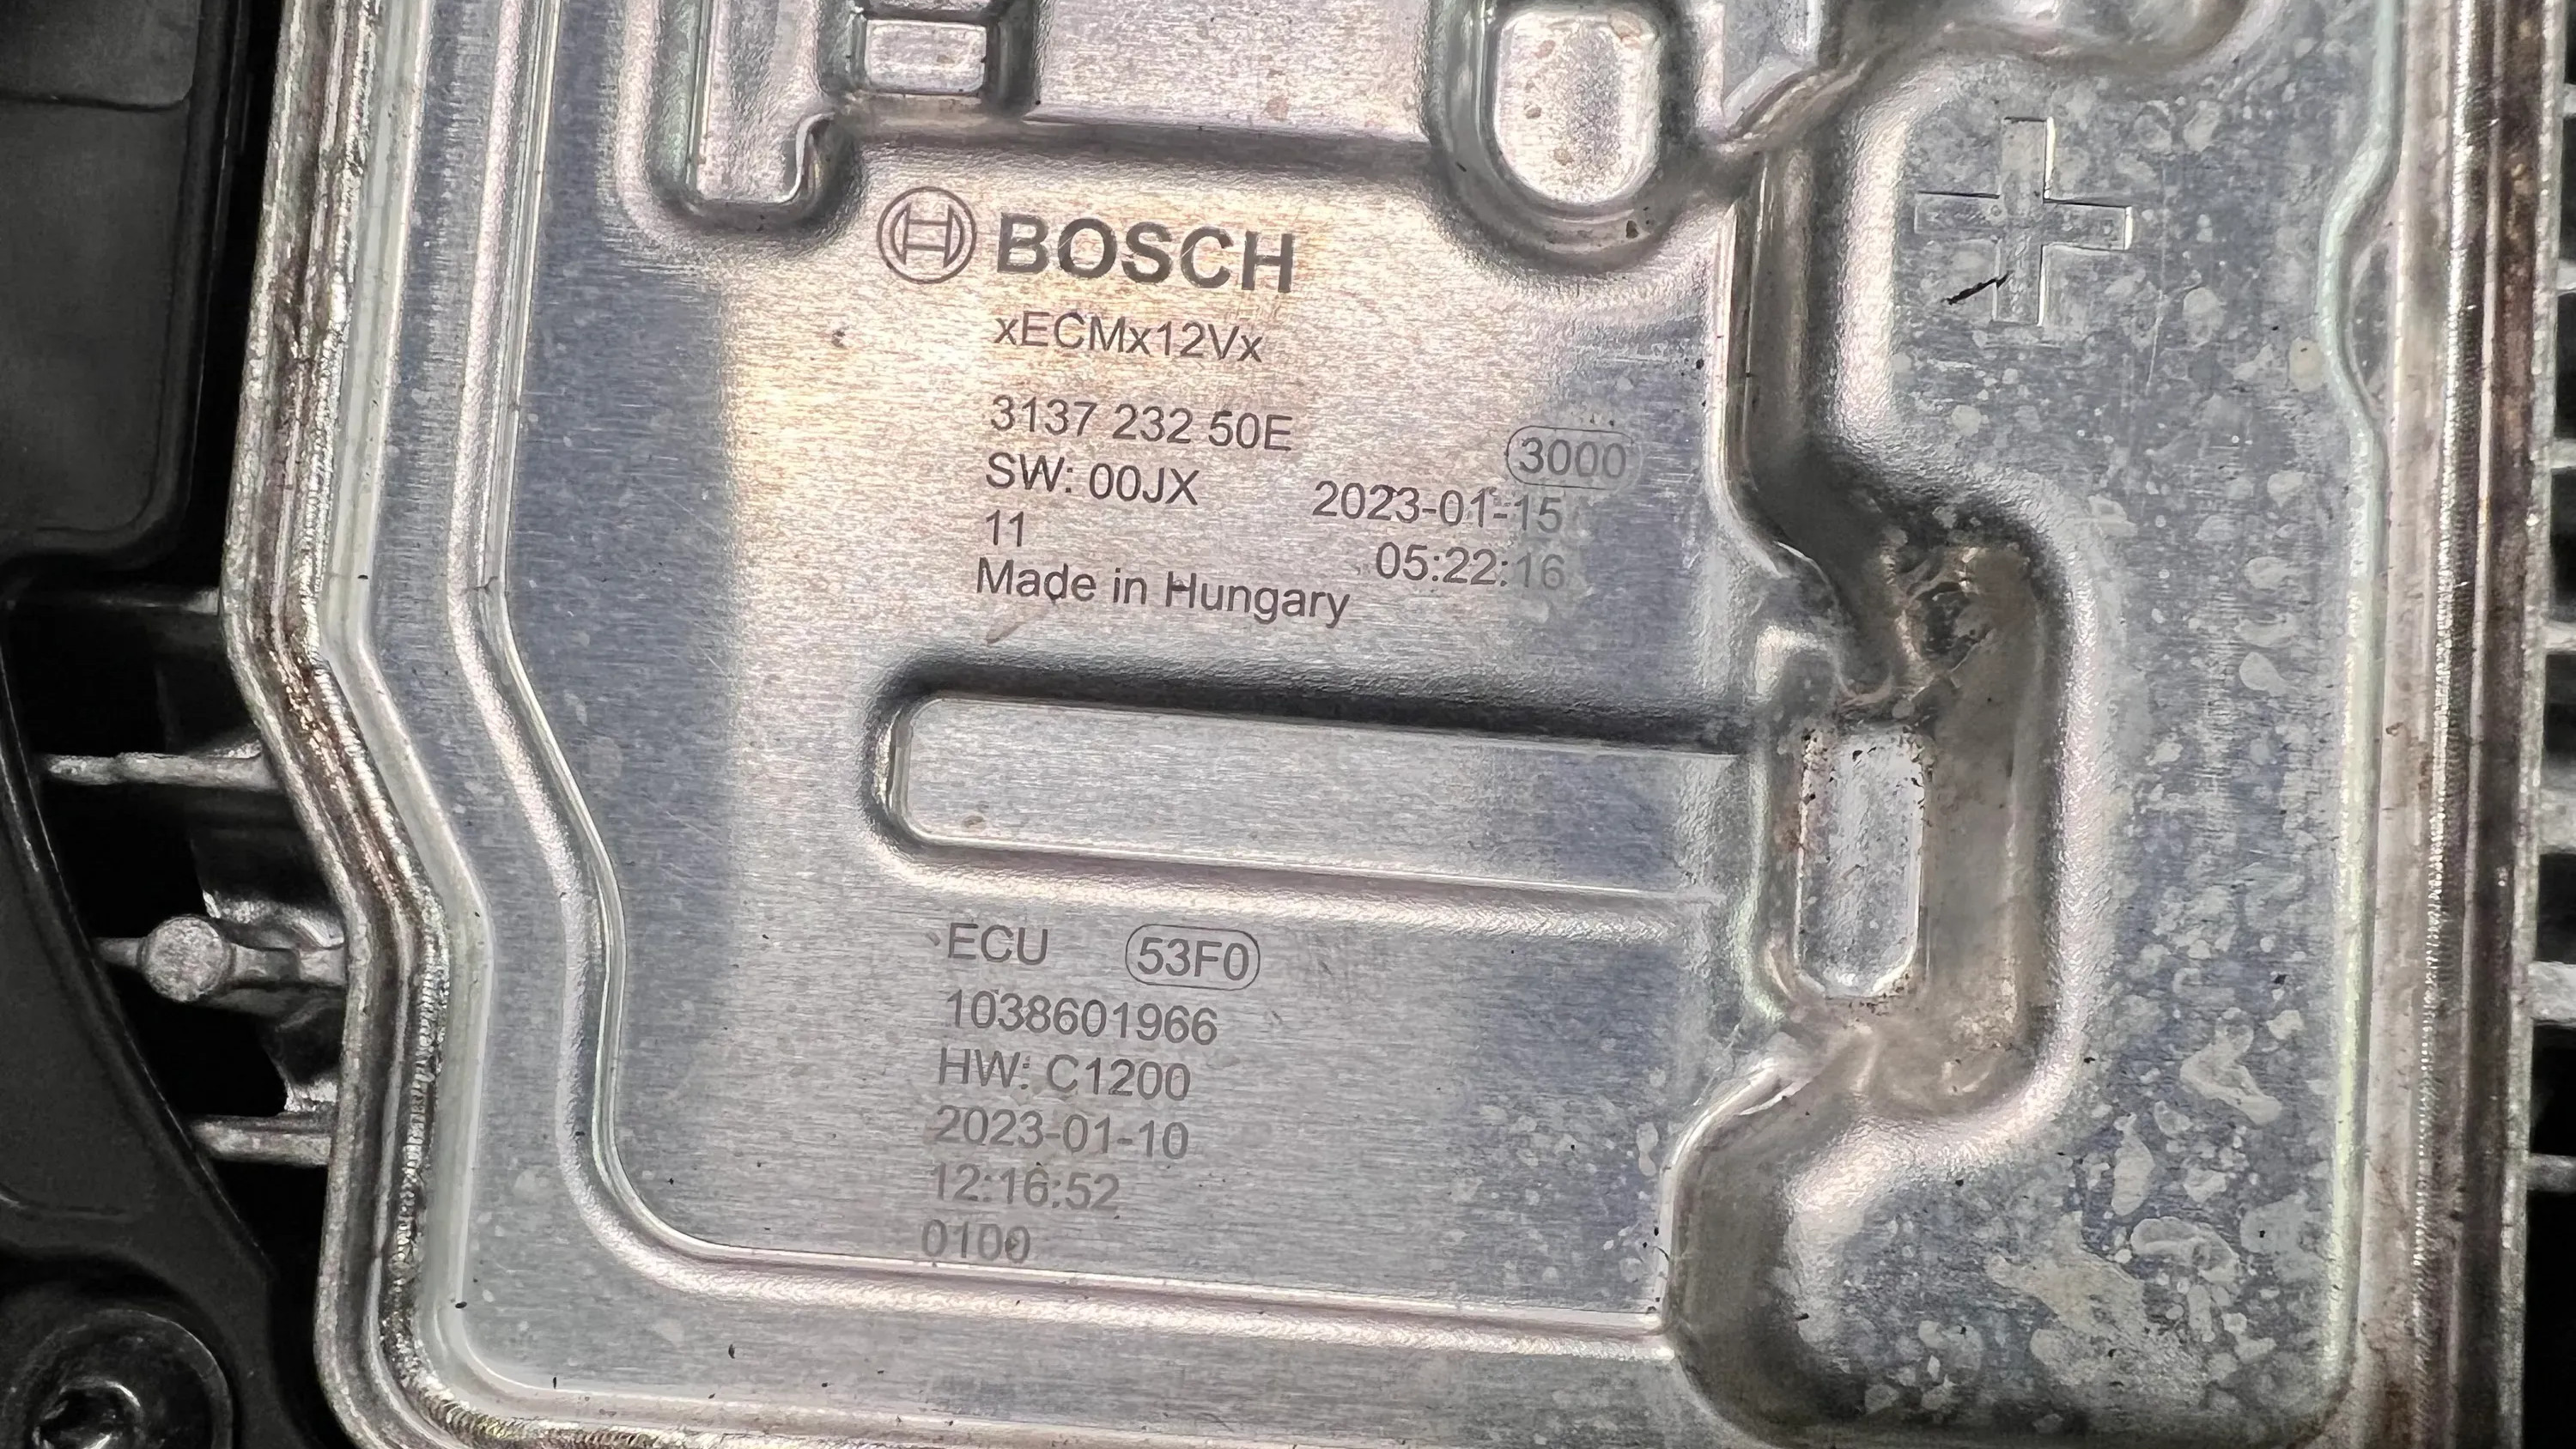 BOSCH
xECMx12Vx
3137 232 50E
3000
SW: 00JX
2023-01-15
11
05:22:16
Made in Hungary
ECU 53F0
1038601966
HW: C1200
2023-01-10
12:16:52
0100